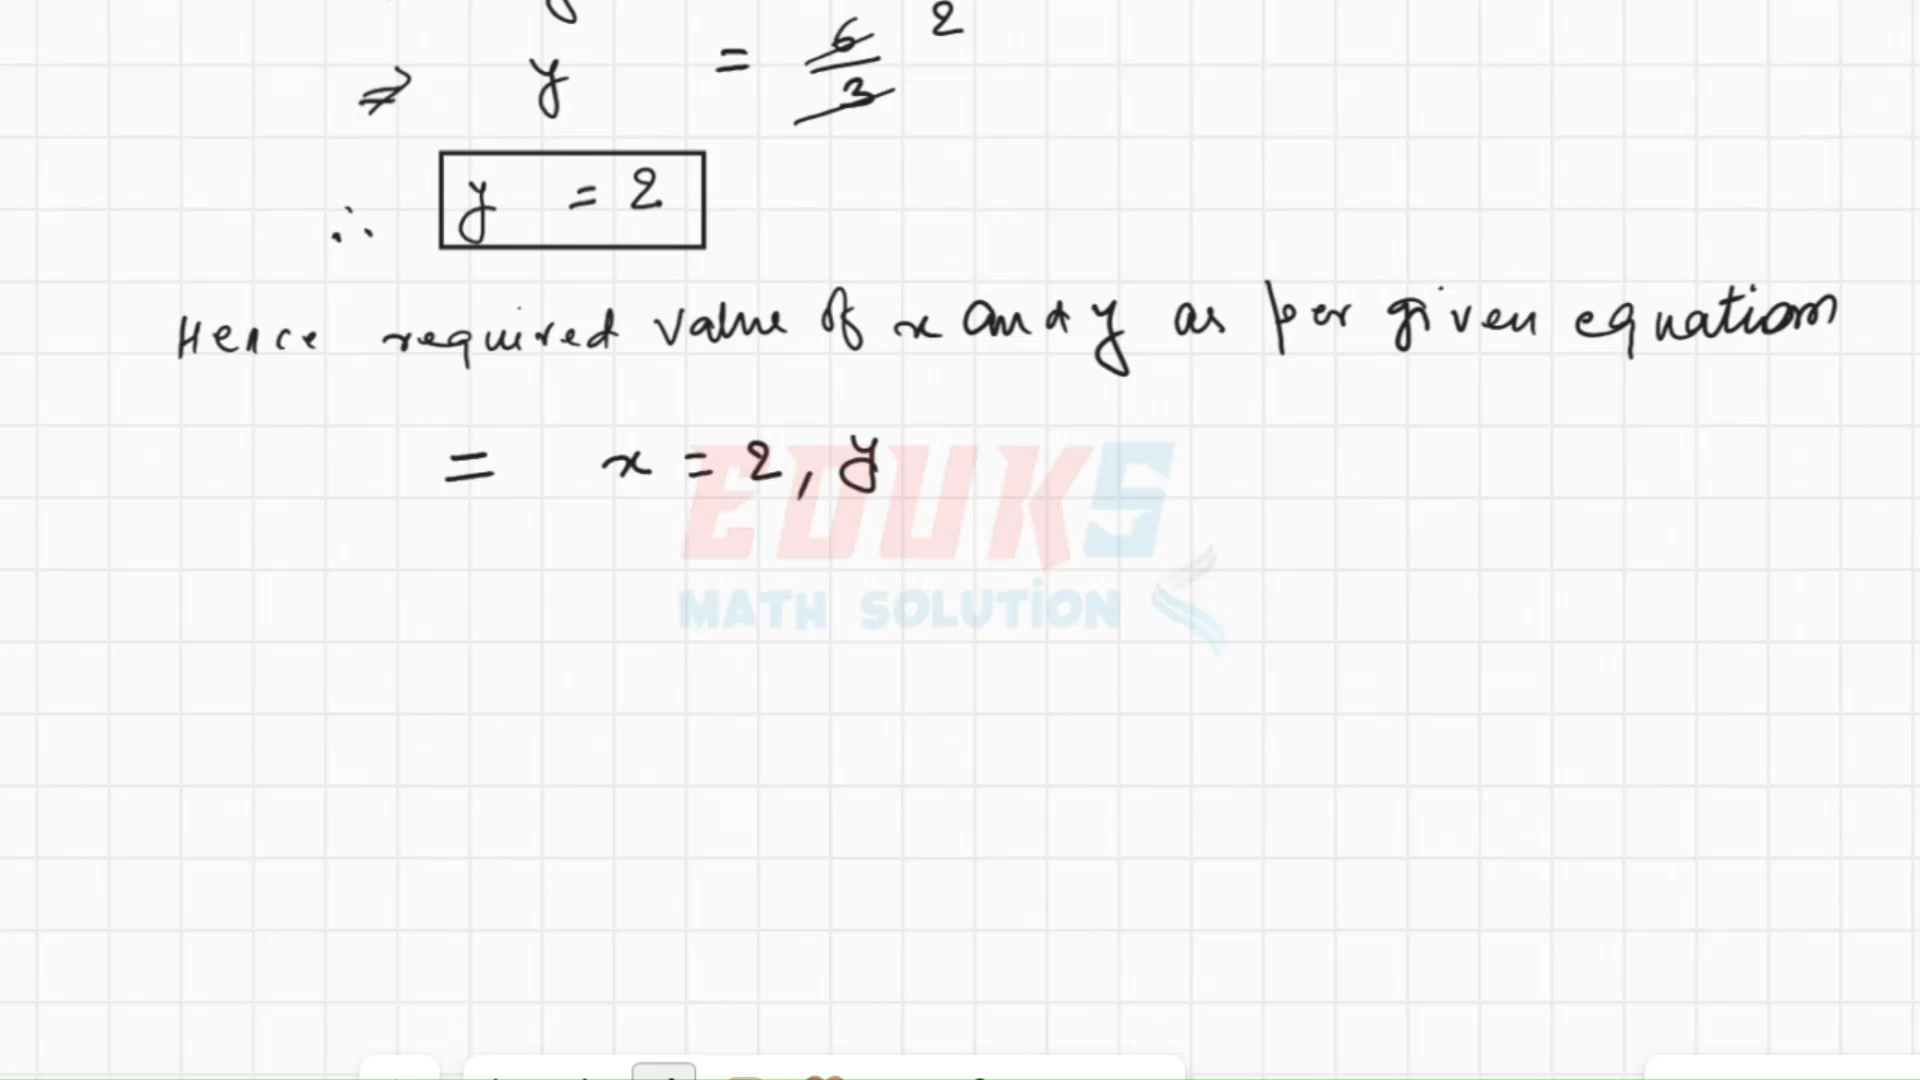 ⇒ y = 6/3 2
∴ y = 2
Hence required value of x and y as per given equation
= x = 2, y
EDUKS
MATH SOLUTION